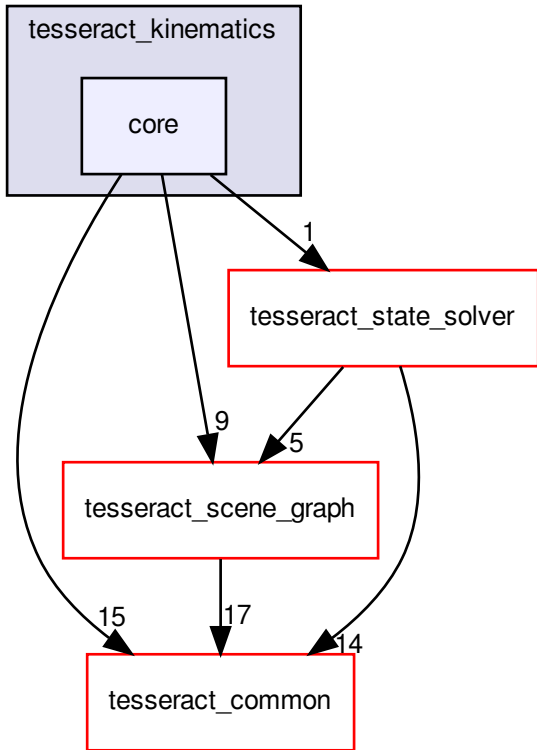 tesseract_kinematics
core
1
tesseract_state_solver
9
5
tesseract_scene_graph
15
17
14
tesseract_common